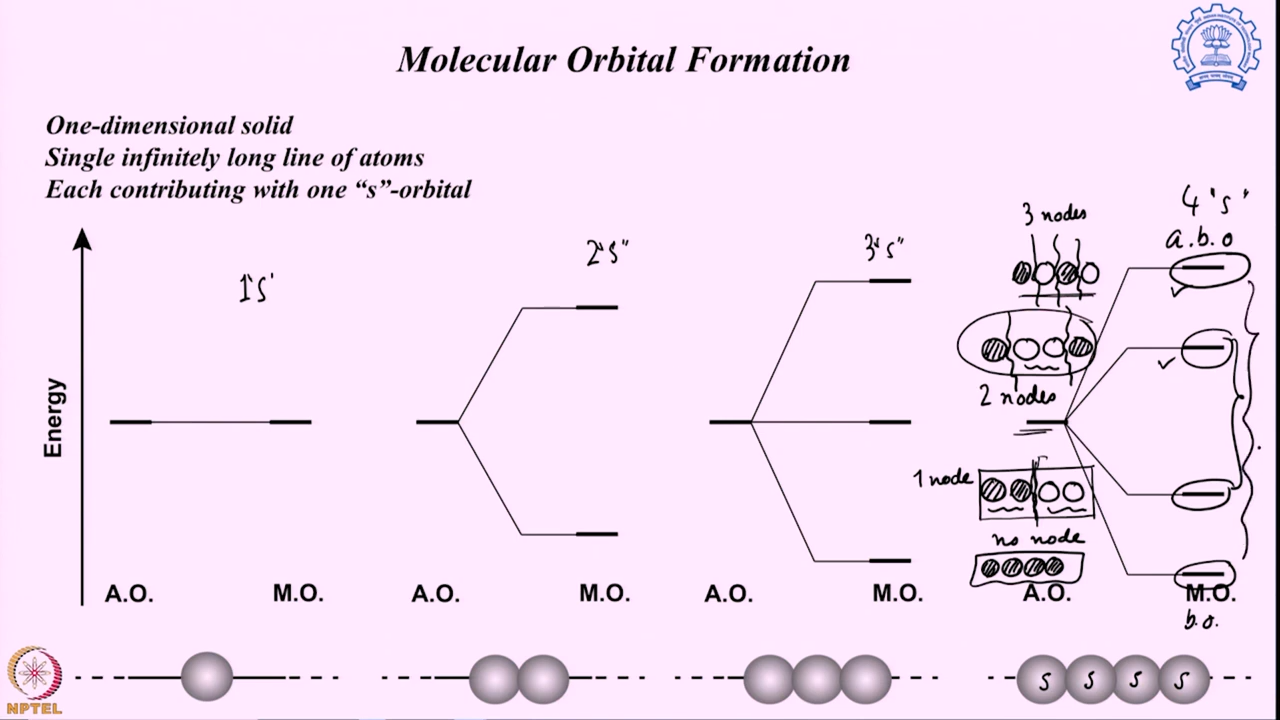 Molecular Orbital Formation
One-dimensional solid
Single infinitely long line of atoms
Each contributing with one “s”-orbital
Energy
1's'
2"s"
3"s"
4 's"
a.b.o
3 nodes
2 nodes
1 node
no node
A.O. M.O. A.O. M.O. A.O. M.O. A.O. M.O.
b.o.
s s s s
NPTEL